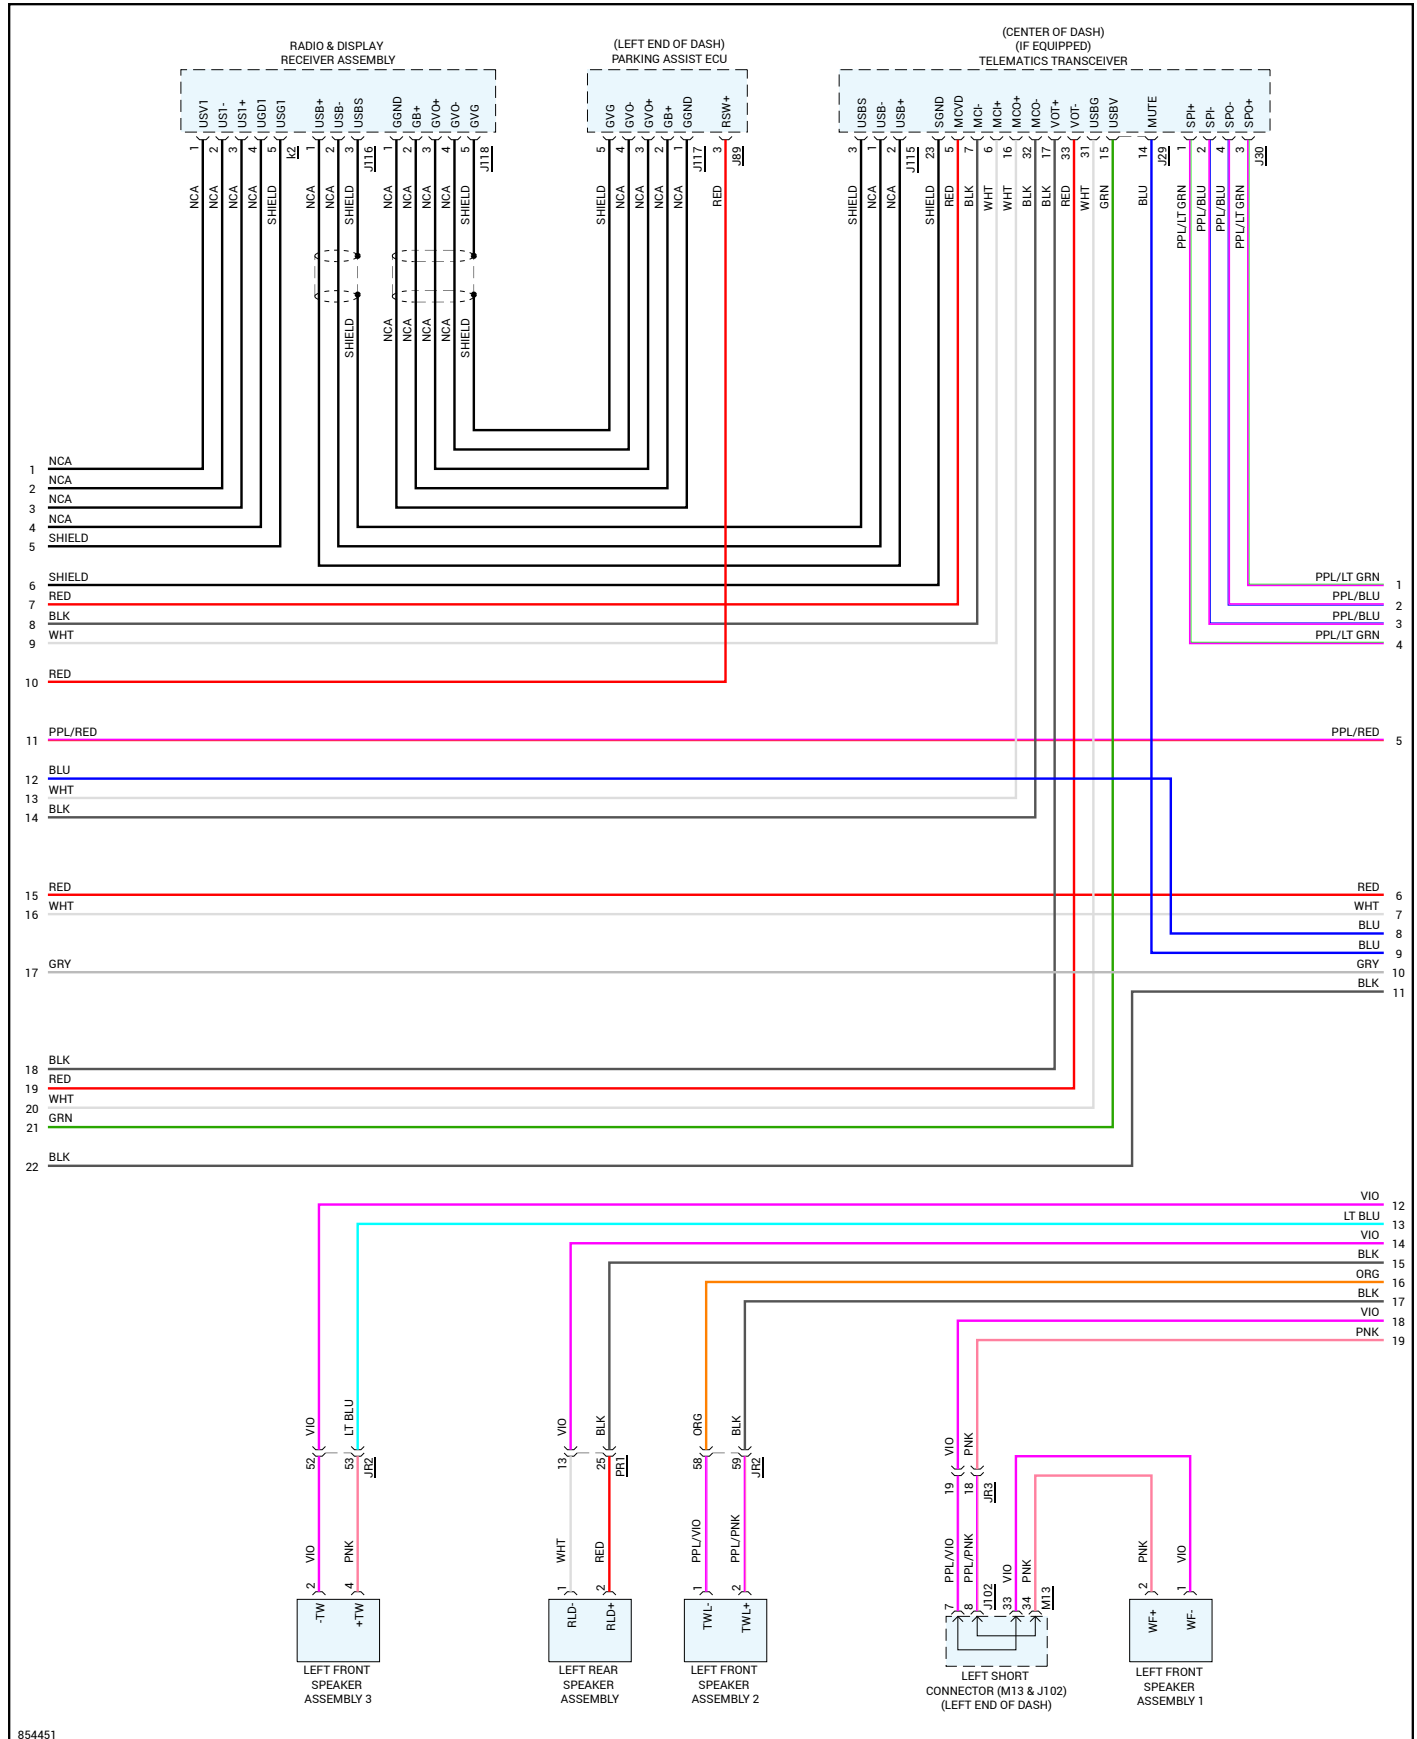 RADIO & DISPLAY
RECEIVER ASSEMBLY
(LEFT END OF DASH)
PARKING ASSIST ECU
(CENTER OF DASH)
(IF EQUIPPED)
TELEMATICS TRANSCEIVER
USV1 US1- US1+ UGD1 USG1 USB+ USB- USBS GGND GB+ GVO+ GVO- GVG
GVG GVO- GVO+ GB+ GGND RSW+
USBS USB- USB+ SGND MCVD MCI- MCI+ MCO+ MCO- VOT+ VOT- USBG USBV MUTE SPI+ SPI- SPO- SPO+
1 2 3 4 5 k2 1 2 3 J116 1 2 3 4 5 J118
5 4 3 2 1 J117 3 J89
3 1 2 J115 23 5 7 6 16 32 17 33 31 15 14 J29 1 2 4 3 J30
NCA NCA NCA NCA SHIELD NCA NCA SHIELD NCA NCA NCA NCA SHIELD
SHIELD NCA NCA NCA NCA RED
SHIELD NCA NCA SHIELD RED BLK WHT WHT BLK BLK RED WHT GRN BLU PPL/LT GRN PPL/BLU PPL/BLU PPL/LT GRN
SHIELD NCA NCA NCA NCA SHIELD
1 NCA
2 NCA
3 NCA
4 NCA
5 SHIELD
6 SHIELD
PPL/LT GRN 1
7 RED
PPL/BLU 2
8 BLK
PPL/BLU 3
9 WHT
PPL/LT GRN 4
10 RED
11 PPL/RED
PPL/RED 5
12 BLU
13 WHT
14 BLK
15 RED
RED 6
16 WHT
WHT 7
BLU 8
BLU 9
17 GRY
GRY 10
BLK 11
18 BLK
19 RED
20 WHT
21 GRN
22 BLK
VIO 12
LT BLU 13
VIO 14
BLK 15
ORG 16
BLK 17
VIO 18
PNK 19
VIO LT BLU VIO BLK ORG BLK VIO PNK
52 53 JR2 13 25 PR1 58 59 JR2 19 18 JR3
VIO PNK WHT RED PPL/VIO PPL/PNK PPL/VIO PPL/PNK VIO PNK PNK VIO
2 4 1 2 1 2 7 8 J102 33 34 M13 2 1
-TW +TW RLD- RLD+ TWL- TWL+ WF+ WF-
LEFT FRONT
SPEAKER
ASSEMBLY 3
LEFT REAR
SPEAKER
ASSEMBLY
LEFT FRONT
SPEAKER
ASSEMBLY 2
LEFT SHORT
CONNECTOR (M13 & J102)
(LEFT END OF DASH)
LEFT FRONT
SPEAKER
ASSEMBLY 1
854451